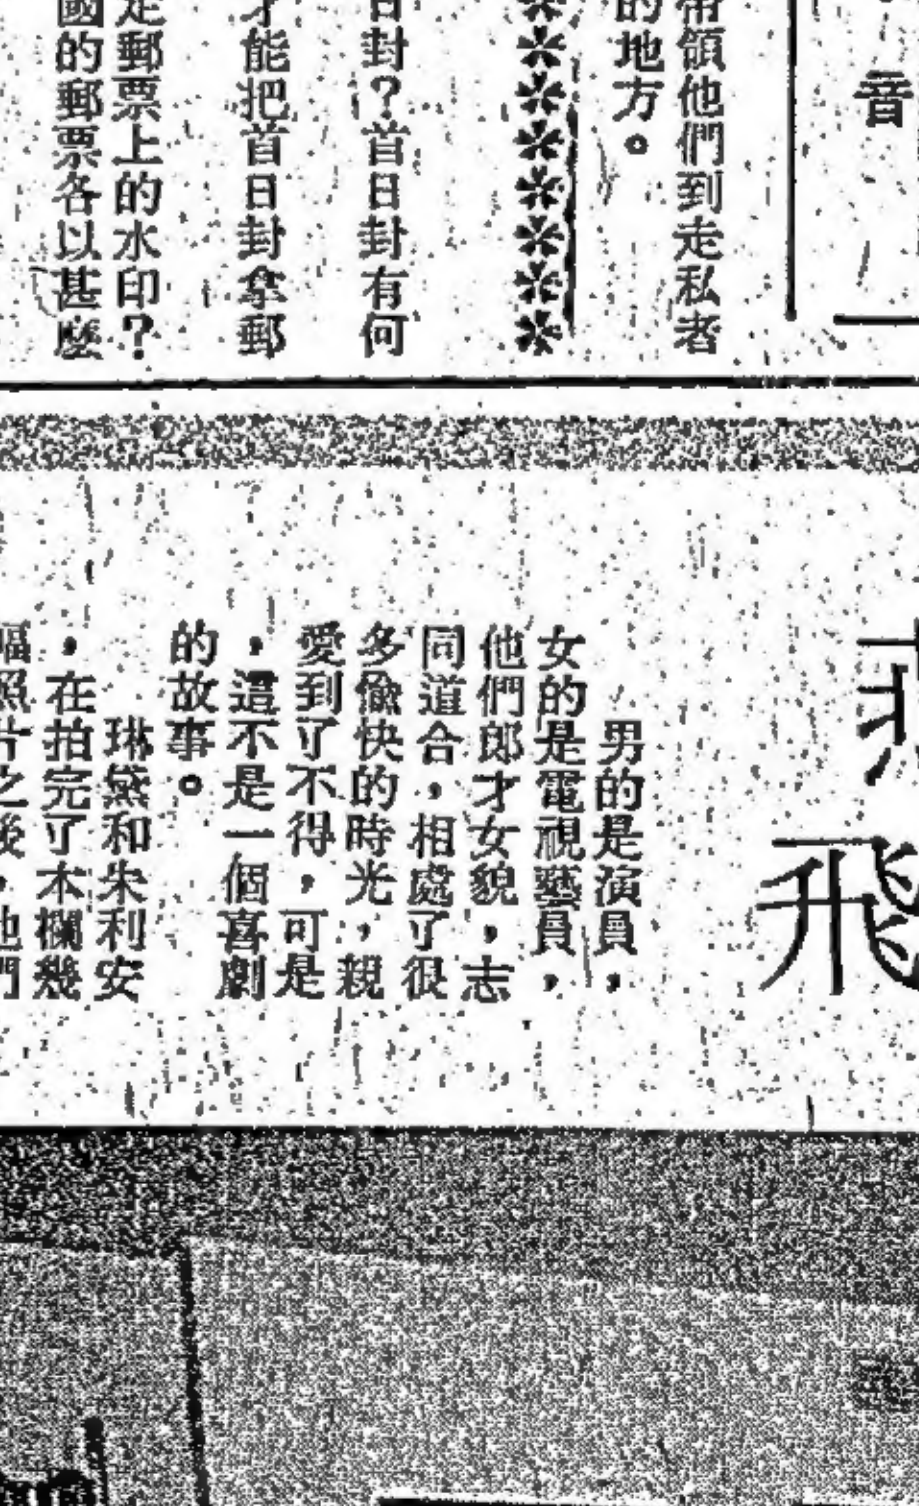 音
帶領他們到走私者
的地方。
日封？首日封有何
才能把首日封拿郵
郵票上的水印？
國的郵票各以甚麼
飛
男的是演員，
女的是電視藝員，
他們郎才女貌，志
同道合，相處了很
多愉快的時光，親
愛到了不得，可是
，這不是一個喜劇
的故事。
琳黛和朱利安
，在拍完了本欄幾
幅照片之後，他們